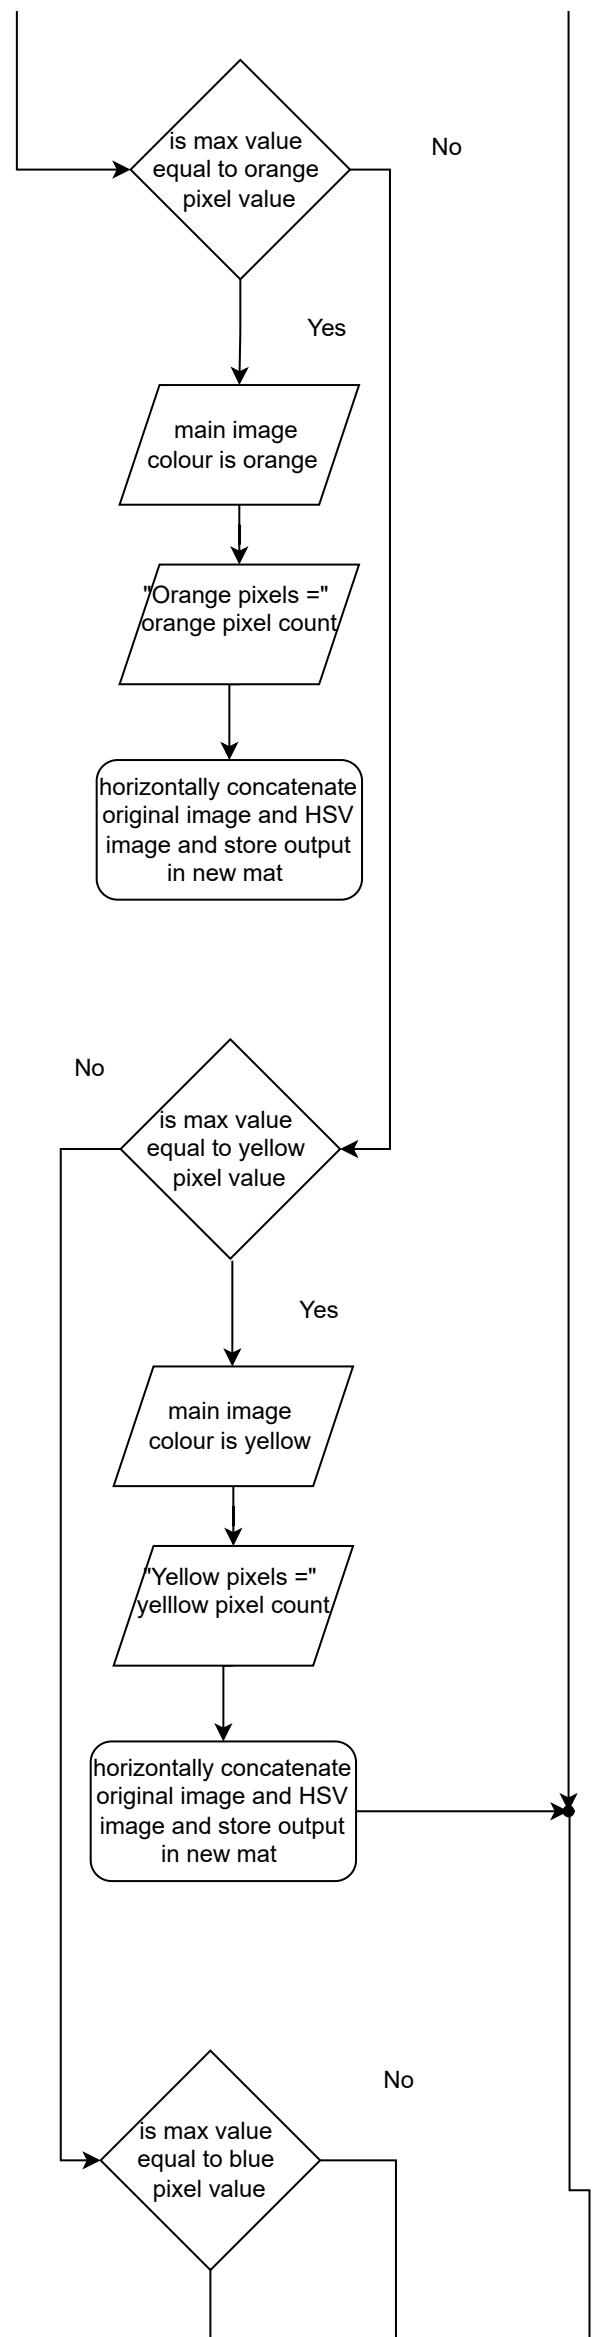 is max value
equal to orange
pixel value
No
Yes
main image
colour is orange
"Orange pixels ="
orange pixel count
horizontally concatenate
original image and HSV
image and store output
in new mat
No
is max value
equal to yellow
pixel value
Yes
main image
colour is yellow
"Yellow pixels ="
yelllow pixel count
horizontally concatenate
original image and HSV
image and store output
in new mat
No
is max value
equal to blue
pixel value